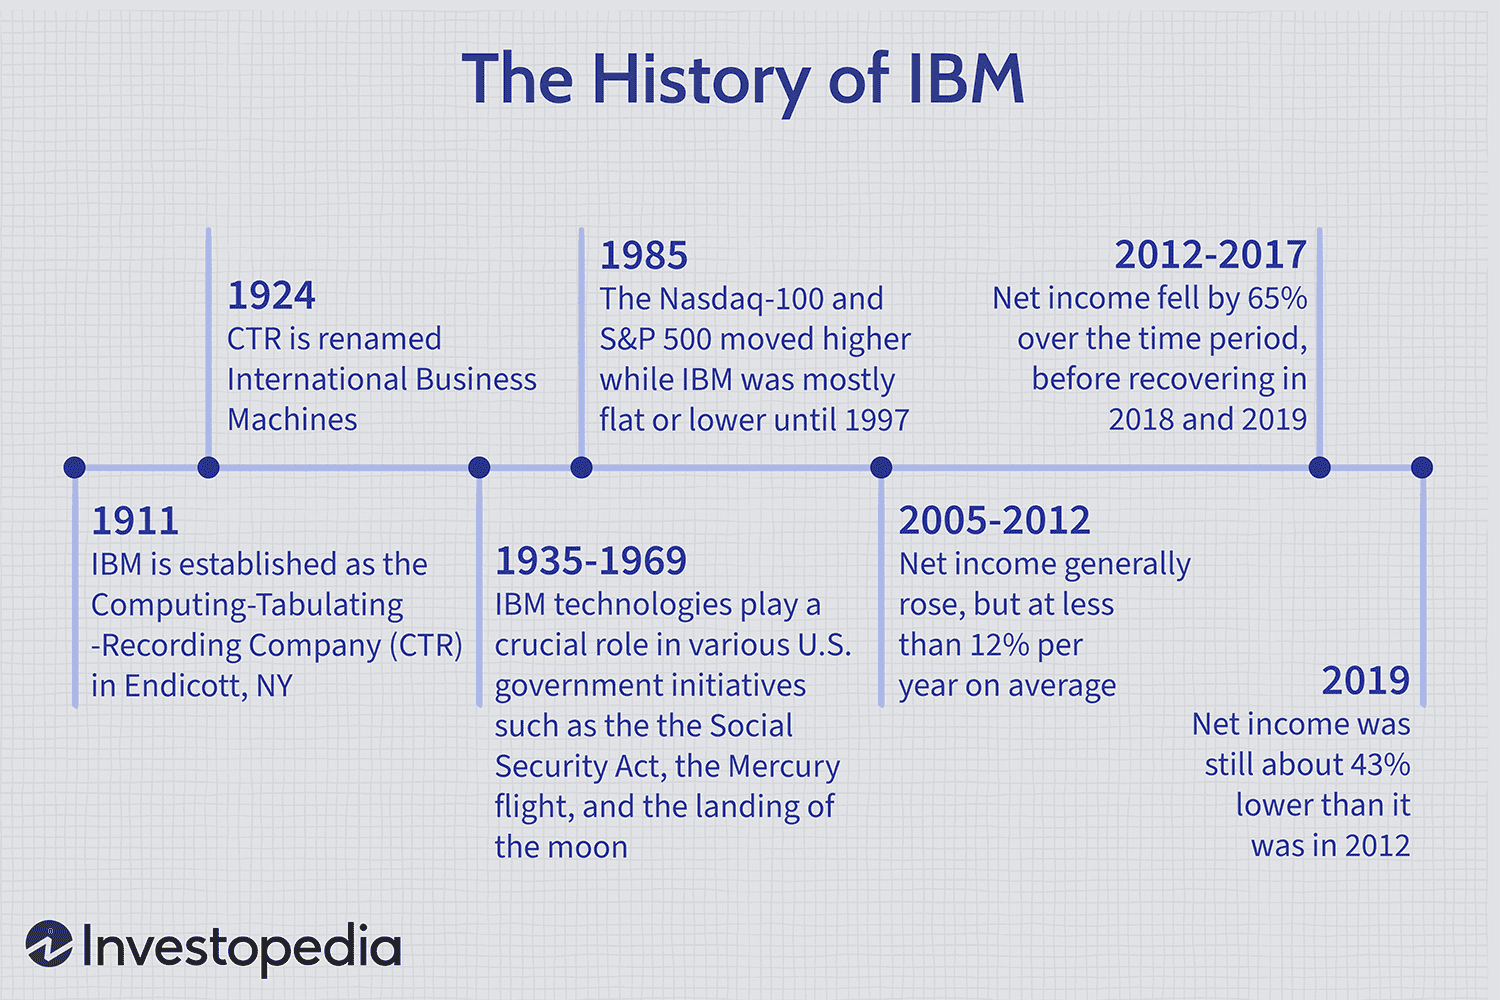 The History of IBM
1911
IBM is established as the
Computing-Tabulating
-Recording Company (CTR)
in Endicott, NY
1924
CTR is renamed
International Business
Machines
1935-1969
IBM technologies play a
crucial role in various U.S.
government initiatives
such as the the Social
Security Act, the Mercury
flight, and the landing of
the moon
1985
The Nasdaq-100 and
S&P 500 moved higher
while IBM was mostly
flat or lower until 1997
2005-2012
Net income generally
rose, but at less
than 12% per
year on average
2012-2017
Net income fell by 65%
over the time period,
before recovering in
2018 and 2019
2019
Net income was
still about 43%
lower than it
was in 2012
Investopedia